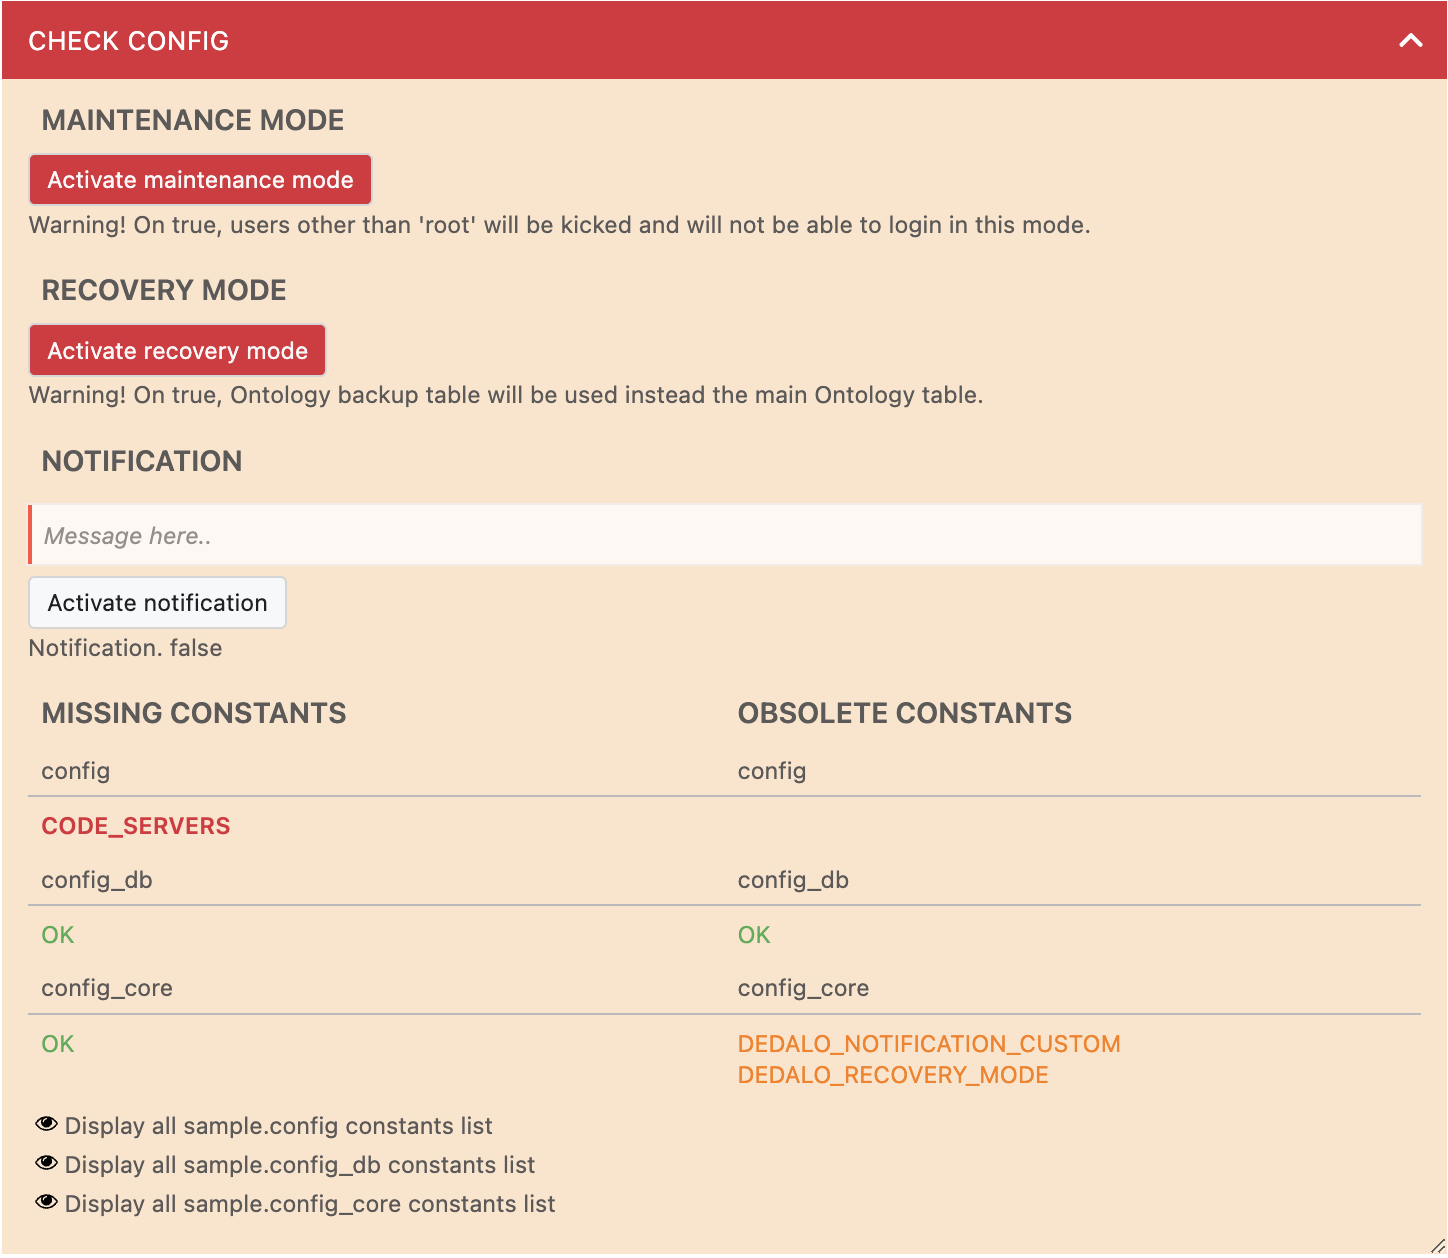 CHECK CONFIG
MAINTENANCE MODE
Activate maintenance mode
Warning! On true, users other than 'root' will be kicked and will not be able to login in this mode.
RECOVERY MODE
Activate recovery mode
Warning! On true, Ontology backup table will be used instead the main Ontology table.
NOTIFICATION
Message here..
Activate notification
Notification. false
MISSING CONSTANTS OBSOLETE CONSTANTS
config config
CODE_SERVERS
config_db config_db
OK OK
config_core config_core
OK DEDALO_NOTIFICATION_CUSTOM
DEDALO_RECOVERY_MODE
Display all sample.config constants list
Display all sample.config_db constants list
Display all sample.config_core constants list